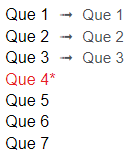 Que 1 → Que 1
Que 2 → Que 2
Que 3 → Que 3
Que 4*
Que 5
Que 6
Que 7